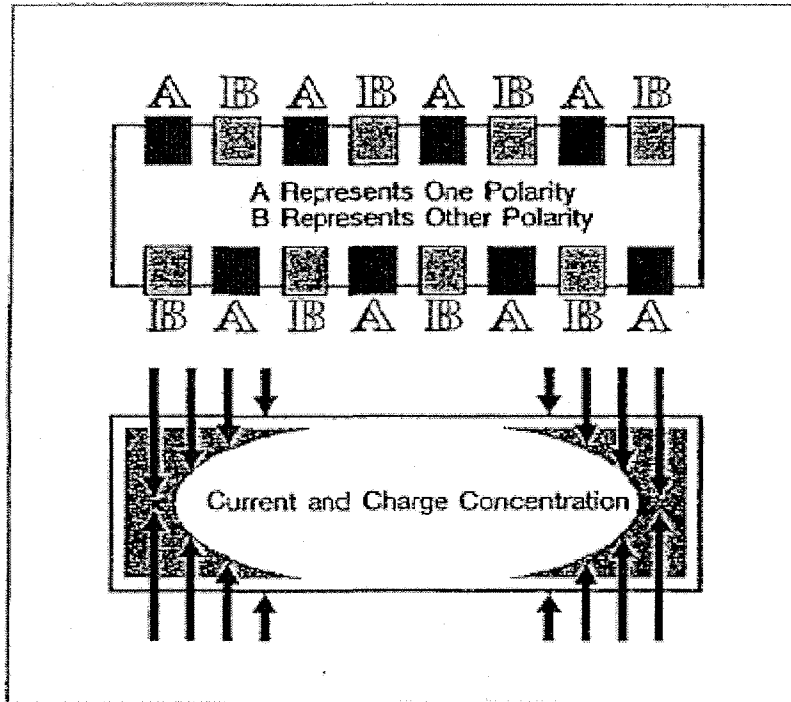 A B A B A B A B
A Represents One Polarity
B Represents Other Polarity
B A B A B A B A
Current and Charge Concentration